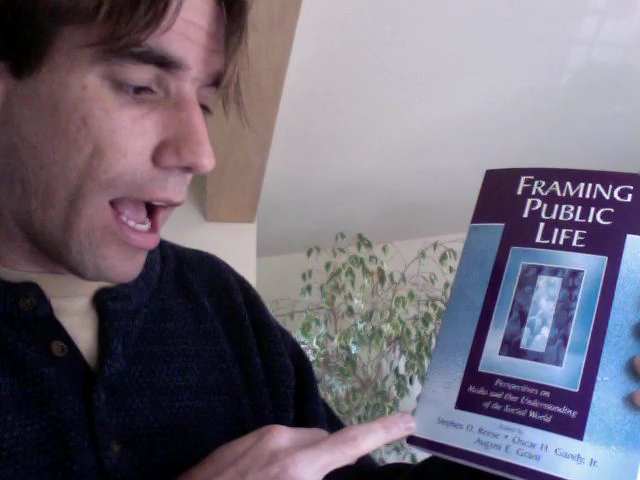 FRAMING
PUBLIC
LIFE
Perspectives on
Media and Our Understanding
of the Social World
Edited by
Stephen D. Reese • Oscar H. Gandy, Jr.
August E. Grant